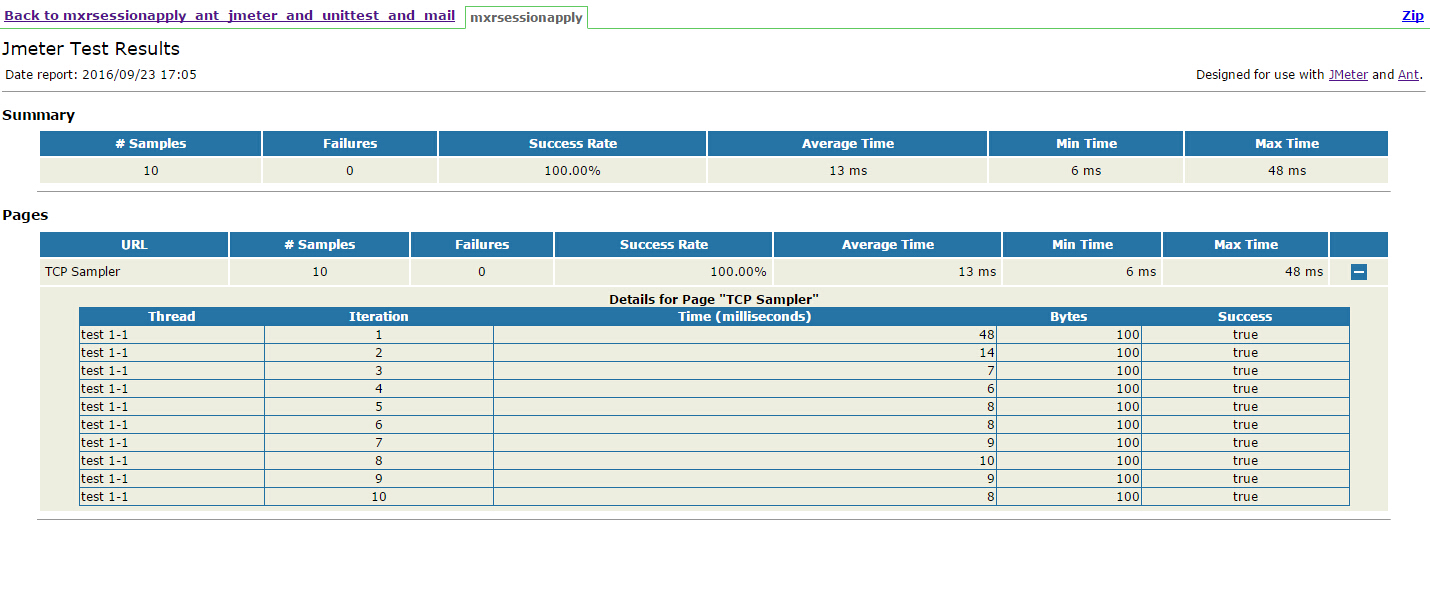 Back to mxrsessionapply_ant_jmeter_and_unittest_and_mail mxrsessionapply Zip
Jmeter Test Results
Date report: 2016/09/23 17:05 Designed for use with JMeter and Ant.
Summary
# Samples Failures Success Rate Average Time Min Time Max Time
10 0 100.00% 13 ms 6 ms 48 ms
Pages
URL # Samples Failures Success Rate Average Time Min Time Max Time
TCP Sampler 10 0 100.00% 13 ms 6 ms 48 ms
Details for Page "TCP Sampler"
Thread Iteration Time (milliseconds) Bytes Success
test 1-1 1 48 100 true
test 1-1 2 14 100 true
test 1-1 3 7 100 true
test 1-1 4 6 100 true
test 1-1 5 8 100 true
test 1-1 6 8 100 true
test 1-1 7 9 100 true
test 1-1 8 10 100 true
test 1-1 9 9 100 true
test 1-1 10 8 100 true